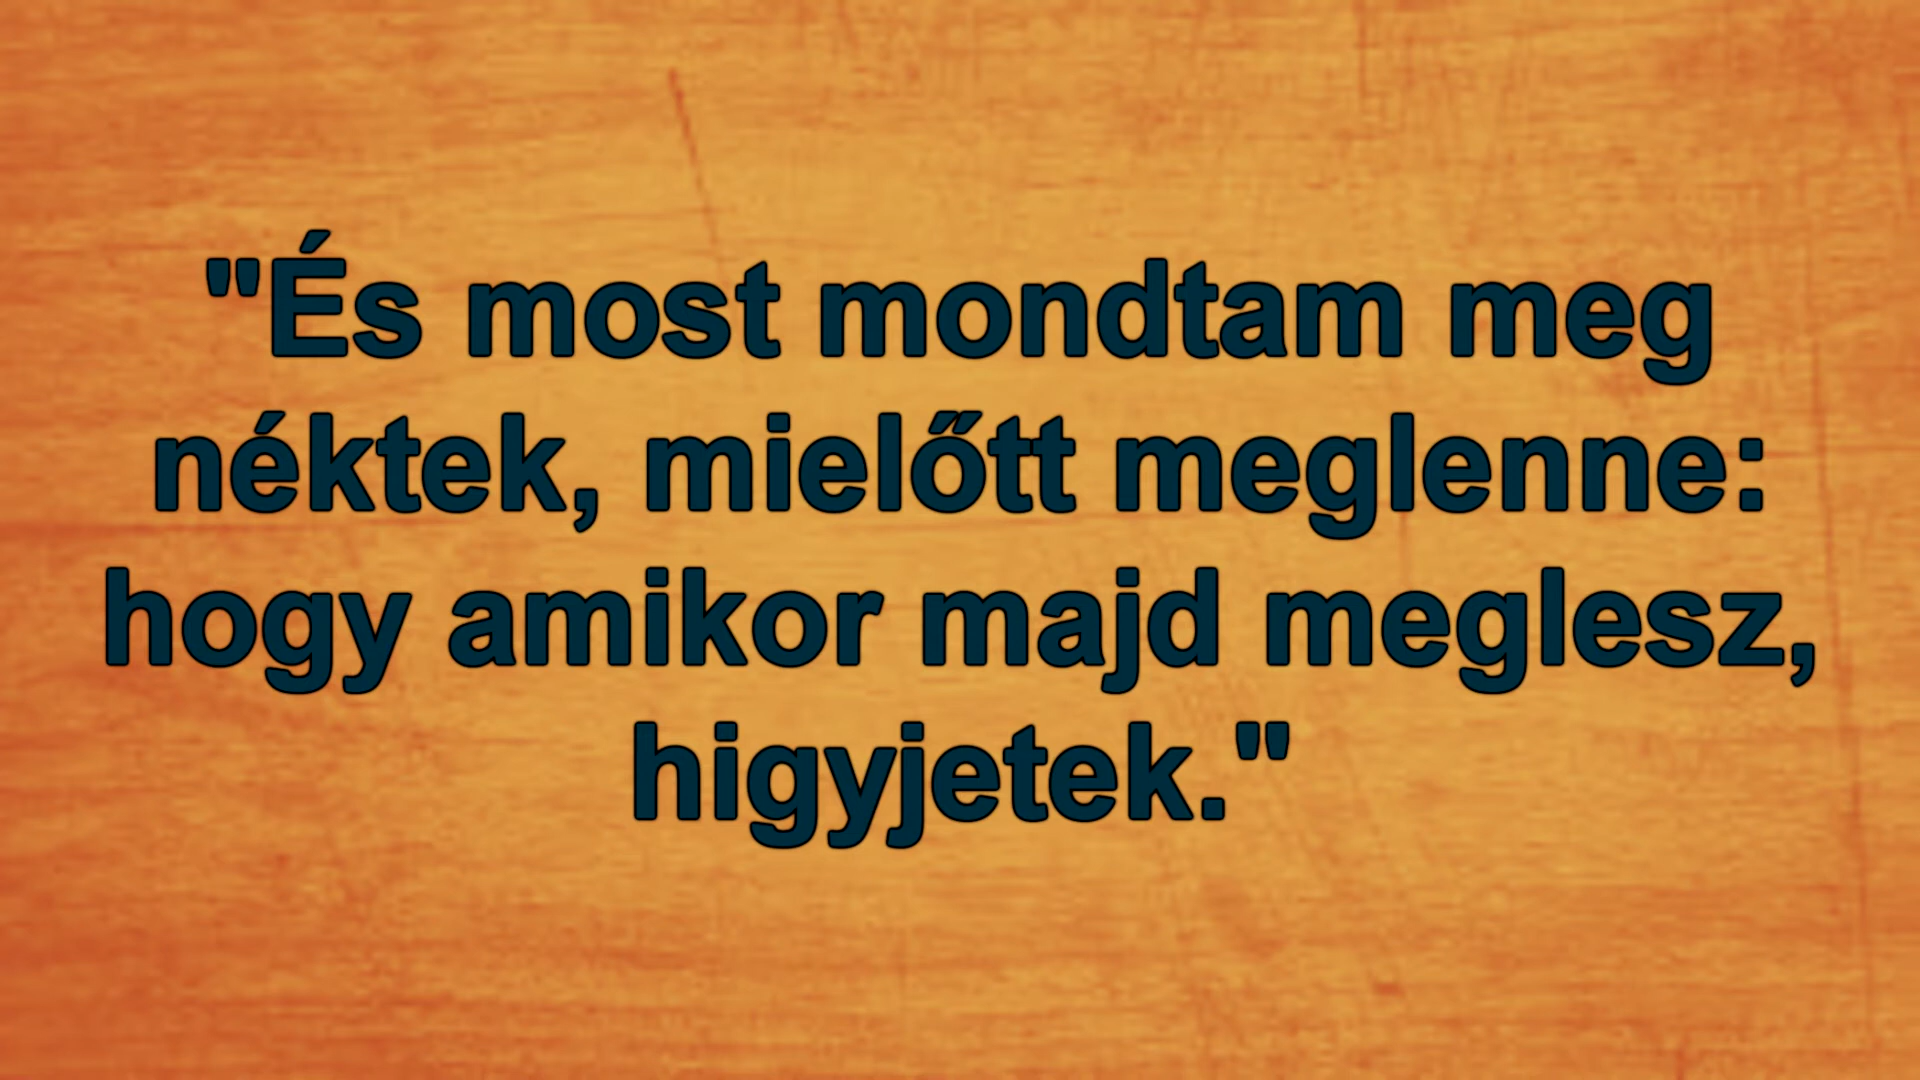 "És most mondtam meg
néktek, mielőtt meglenne:
hogy amikor majd meglesz,
higyjetek."